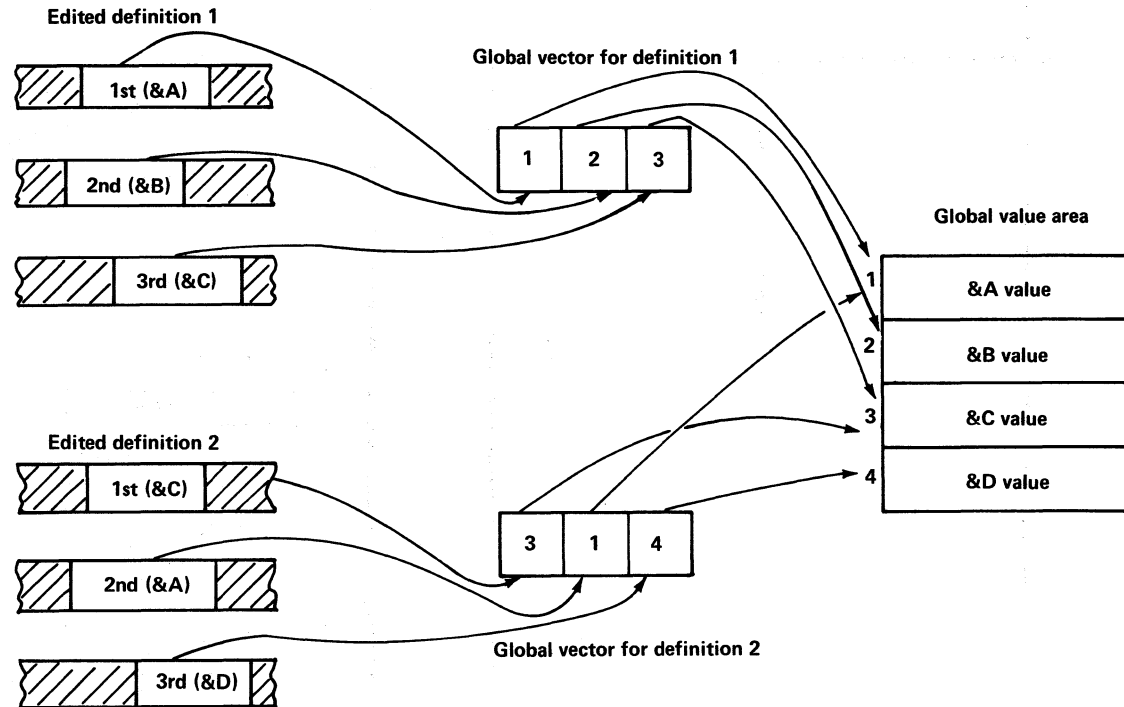 Edited definition 1
1st (&A)
2nd (&B)
3rd (&C)
Global vector for definition 1
1 2 3
Global value area
1 &A value
2 &B value
3 &C value
4 &D value
Edited definition 2
1st (&C)
2nd (&A)
3rd (&D)
3 1 4
Global vector for definition 2